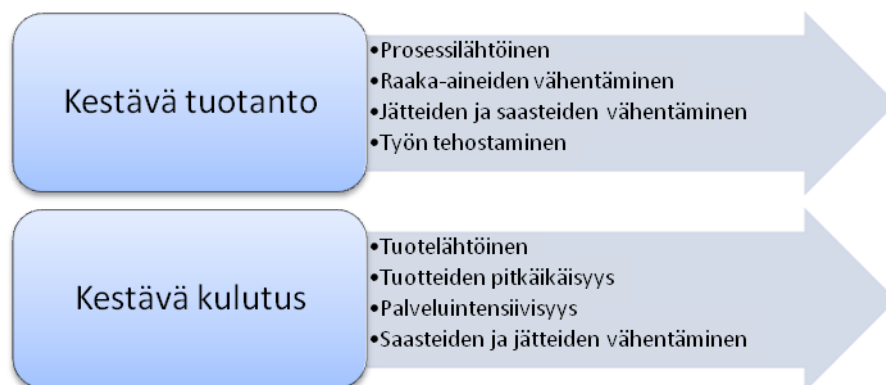 Kestävä tuotanto
•Prosessilähtöinen
•Raaka-aineiden vähentäminen
•Jätteiden ja saasteiden vähentäminen
•Työn tehostaminen
Kestävä kulutus
•Tuotelähtöinen
•Tuotteiden pitkäikäisyys
•Palveluintensiivisyys
•Saasteiden ja jätteiden vähentäminen